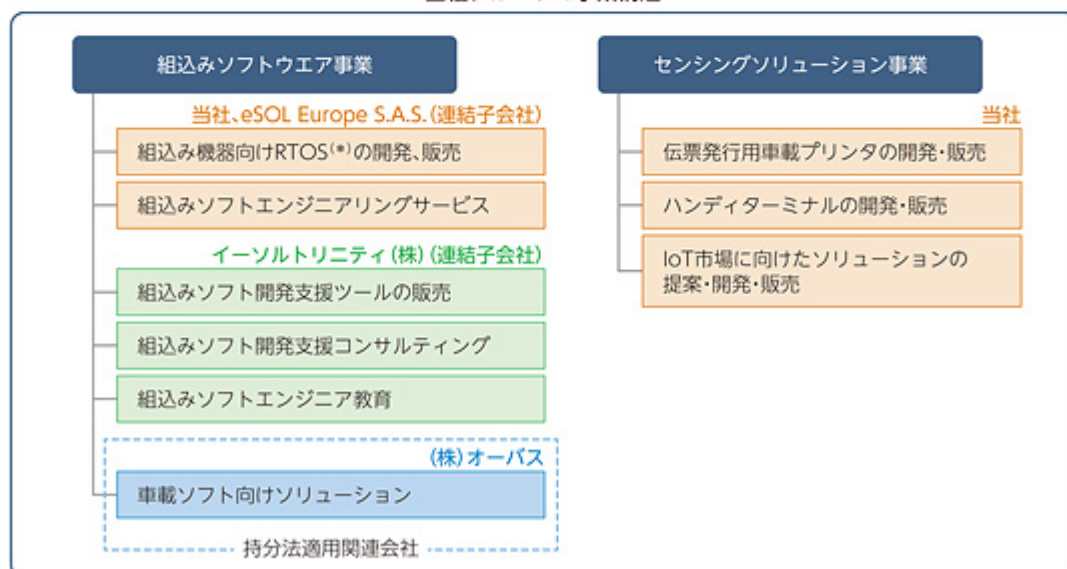 組込みソフトウエア事業
当社、eSOL Europe S.A.S.(連結子会社)
組込み機器向けRTOS(*)の開発、販売
組込みソフトエンジニアリングサービス
イーソルトリニティ(株)(連結子会社)
組込みソフト開発支援ツールの販売
組込みソフト開発支援コンサルティング
組込みソフトエンジニア教育
(株)オーバス
車載ソフト向けソリューション
持分法適用関連会社
センシングソリューション事業
当社
伝票発行用車載プリンタの開発・販売
ハンディターミナルの開発・販売
IoT市場に向けたソリューションの
提案・開発・販売